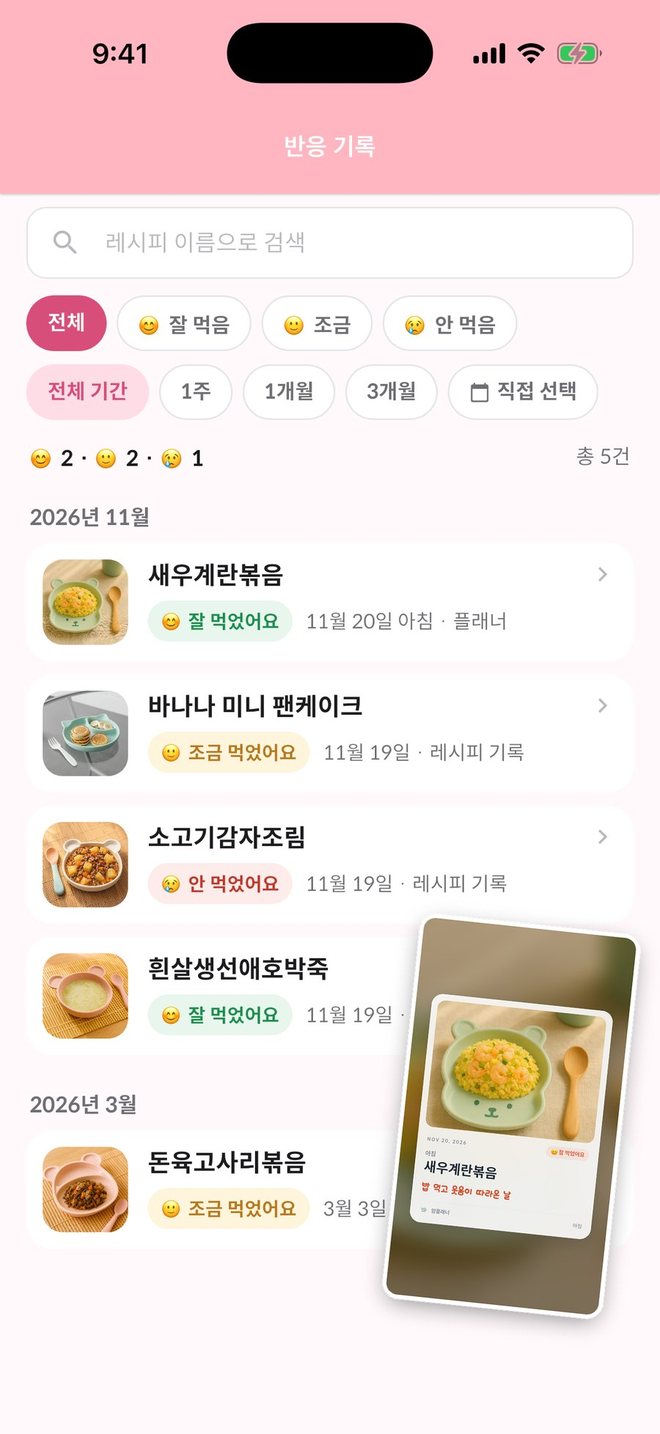 9:41
반응 기록
레시피 이름으로 검색
전체 😊 잘 먹음 🙂 조금 😢 안 먹음
전체 기간 1주 1개월 3개월 직접 선택
😊 2 · 🙂 2 · 😢 1 총 5건
2026년 11월
새우계란볶음
😊 잘 먹었어요 11월 20일 아침 · 플래너
바나나 미니 팬케이크
🙂 조금 먹었어요 11월 19일 · 레시피 기록
소고기감자조림
😢 안 먹었어요 11월 19일 · 레시피 기록
흰살생선애호박죽
😊 잘 먹었어요 11월 19일 ·
2026년 3월
돈육고사리볶음
🙂 조금 먹었어요 3월 3일
NOV 20, 2026
아침
😊 잘 먹었어요
새우계란볶음
밥 먹고 웃음이 따라온 날
아침